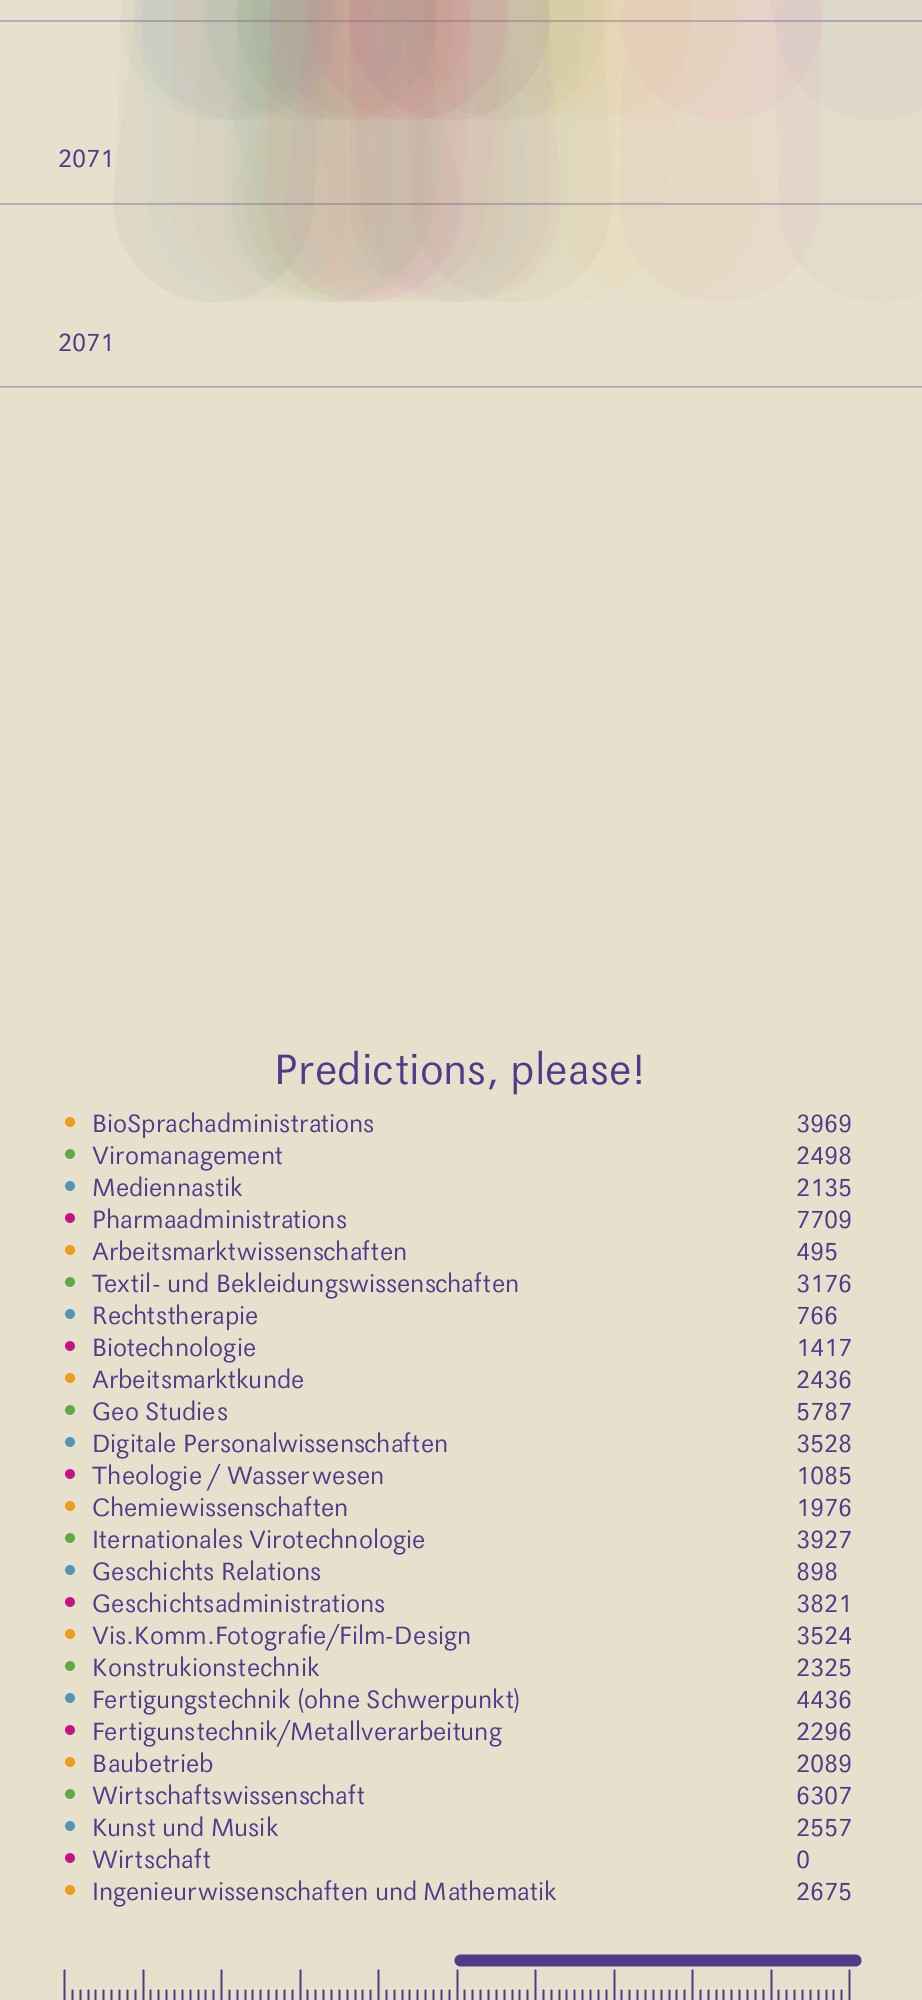 2071
2071
Predictions, please!
BioSprachadministrations 3969
Viromanagement 2498
Mediennastik 2135
Pharmaadministrations 7709
Arbeitsmarktwissenschaften 495
Textil- und Bekleidungswissenschaften 3176
Rechtstherapie 766
Biotechnologie 1417
Arbeitsmarktkunde 2436
Geo Studies 5787
Digitale Personalwissenschaften 3528
Theologie / Wasserwesen 1085
Chemiewissenschaften 1976
Iternationales Virotechnologie 3927
Geschichts Relations 898
Geschichtsadministrations 3821
Vis.Komm.Fotografie/Film-Design 3524
Konstrukionstechnik 2325
Fertigungstechnik (ohne Schwerpunkt) 4436
Fertigunstechnik/Metallverarbeitung 2296
Baubetrieb 2089
Wirtschaftswissenschaft 6307
Kunst und Musik 2557
Wirtschaft 0
Ingenieurwissenschaften und Mathematik 2675